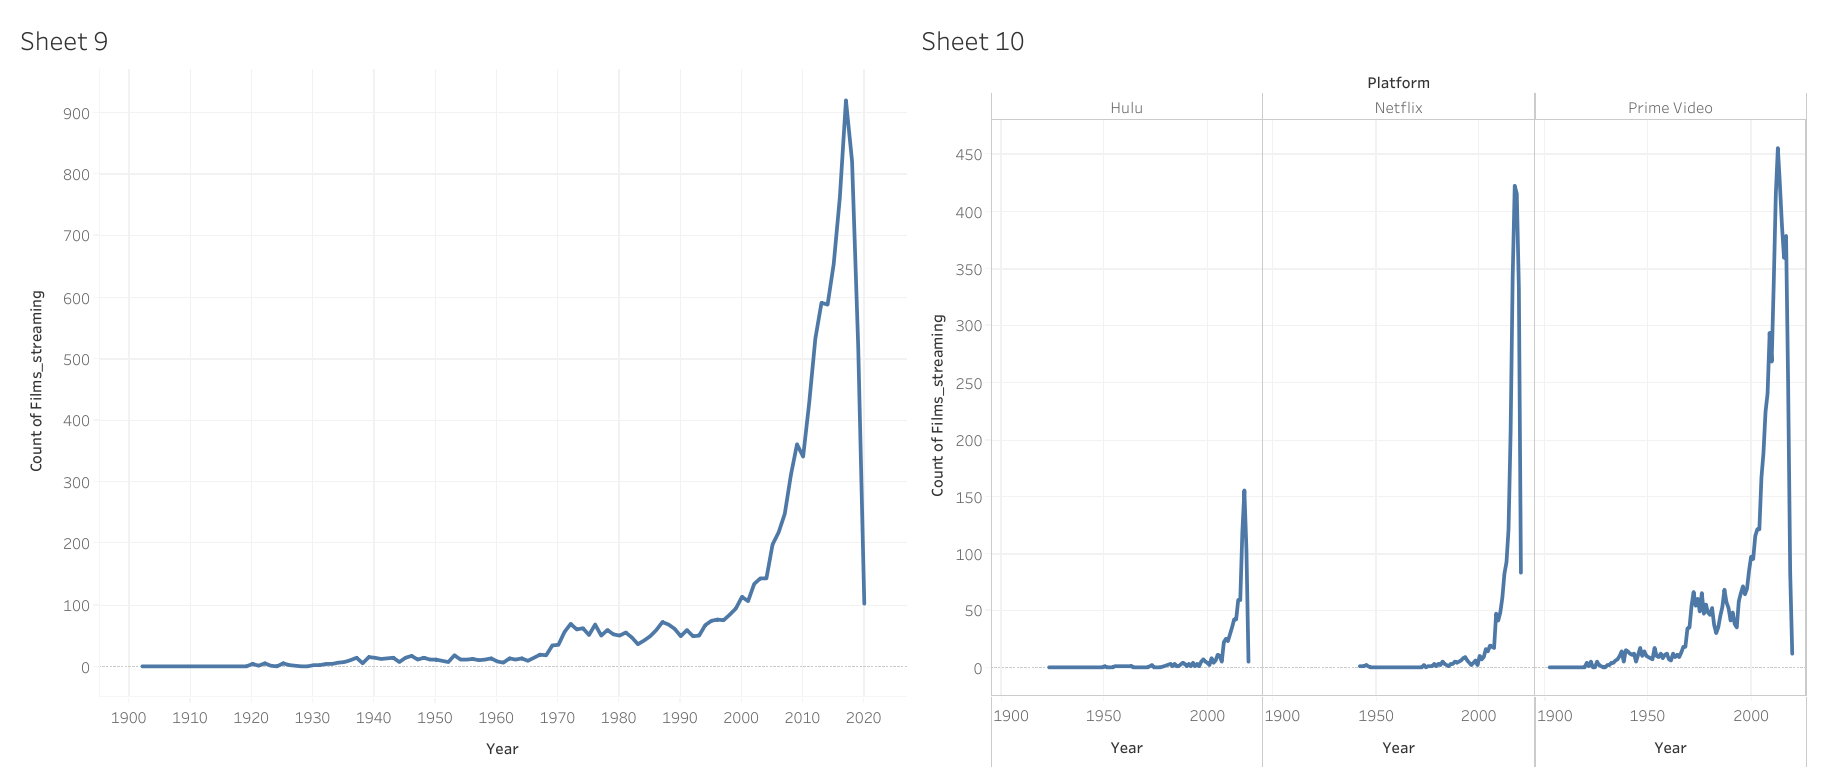 Sheet 9
900
800
700
600
500
400
300
200
100
0
Count of Films_streaming
1900 1910 1920 1930 1940 1950 1960 1970 1980 1990 2000 2010 2020
Year
Sheet 10
Platform
Hulu Netflix Prime Video
450
400
350
300
250
200
150
100
50
0
Count of Films_streaming
1900 1950 2000 1900 1950 2000 1900 1950 2000
Year Year Year